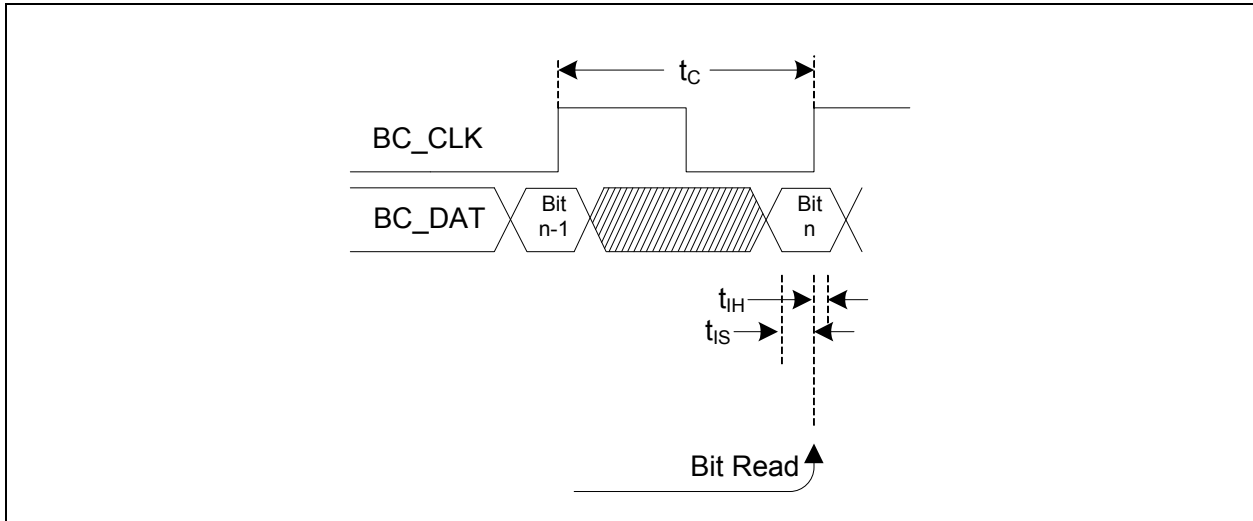 tC
BC_CLK
BC_DAT
Bit
n-1
Bit
n
tIH
tIS
Bit Read